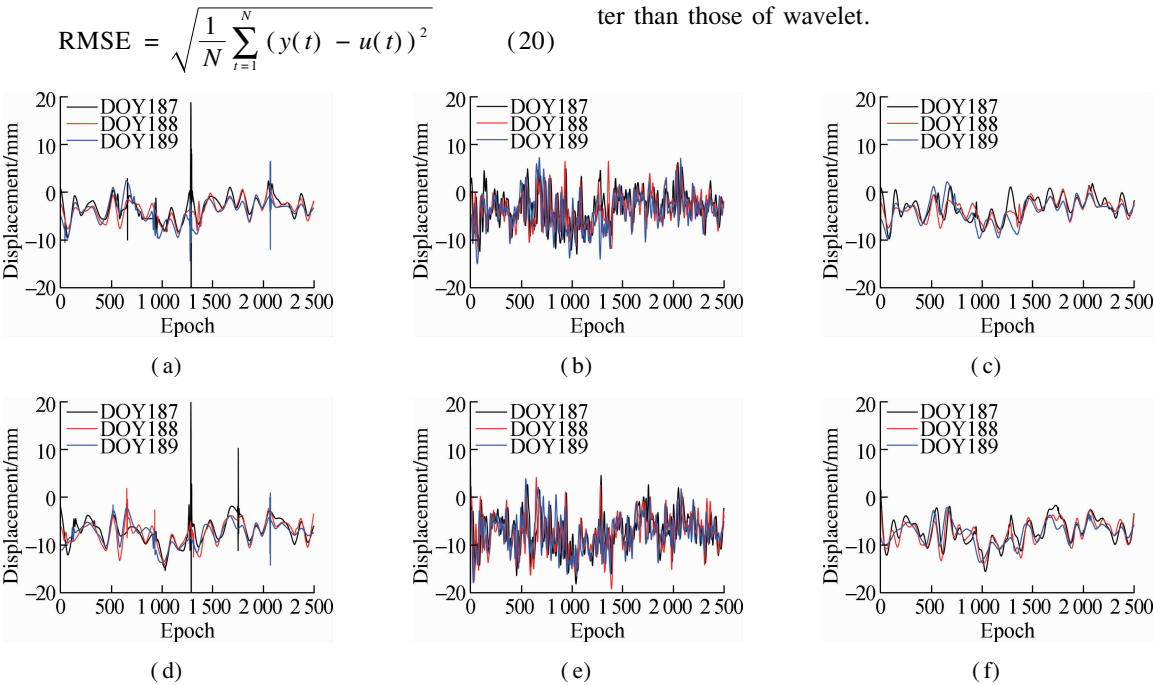 RMSE = √(1/N ∑_{t=1}^{N} (y(t) − u(t))²) (20)
ter than those of wavelet.
20
10
0
−10
−20
Displacement/mm
DOY187
DOY188
DOY189
0 500 1 000 1 500 2 000 2 500
Epoch
(a)
20
10
0
−10
−20
Displacement/mm
DOY187
DOY188
DOY189
0 500 1 000 1 500 2 000 2 500
Epoch
(b)
20
10
0
−10
−20
Displacement/mm
DOY187
DOY188
DOY189
0 500 1 000 1 500 2 000 2 500
Epoch
(c)
20
10
0
−10
−20
Displacement/mm
DOY187
DOY188
DOY189
0 500 1 000 1 500 2 000 2 500
Epoch
(d)
20
10
0
−10
−20
Displacement/mm
DOY187
DOY188
DOY189
0 500 1 000 1 500 2 000 2 500
Epoch
(e)
20
10
0
−10
−20
Displacement/mm
DOY187
DOY188
DOY189
0 500 1 000 1 500 2 000 2 500
Epoch
(f)